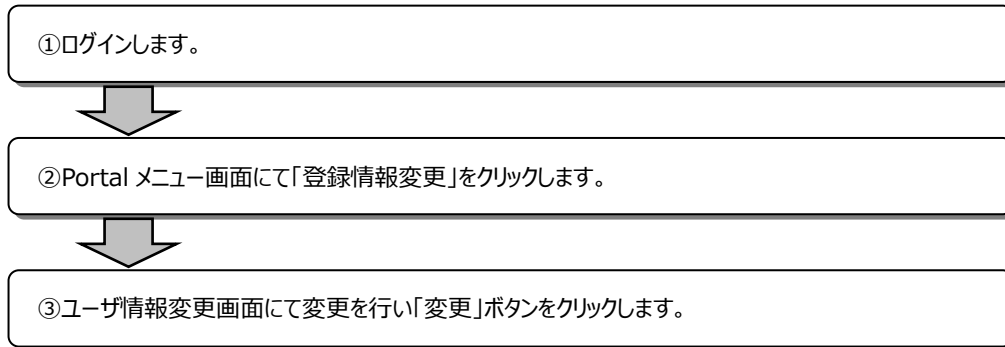 ①ログインします。
②Portal メニュー画面にて「登録情報変更」をクリックします。
③ユーザ情報変更画面にて変更を行い「変更」ボタンをクリックします。